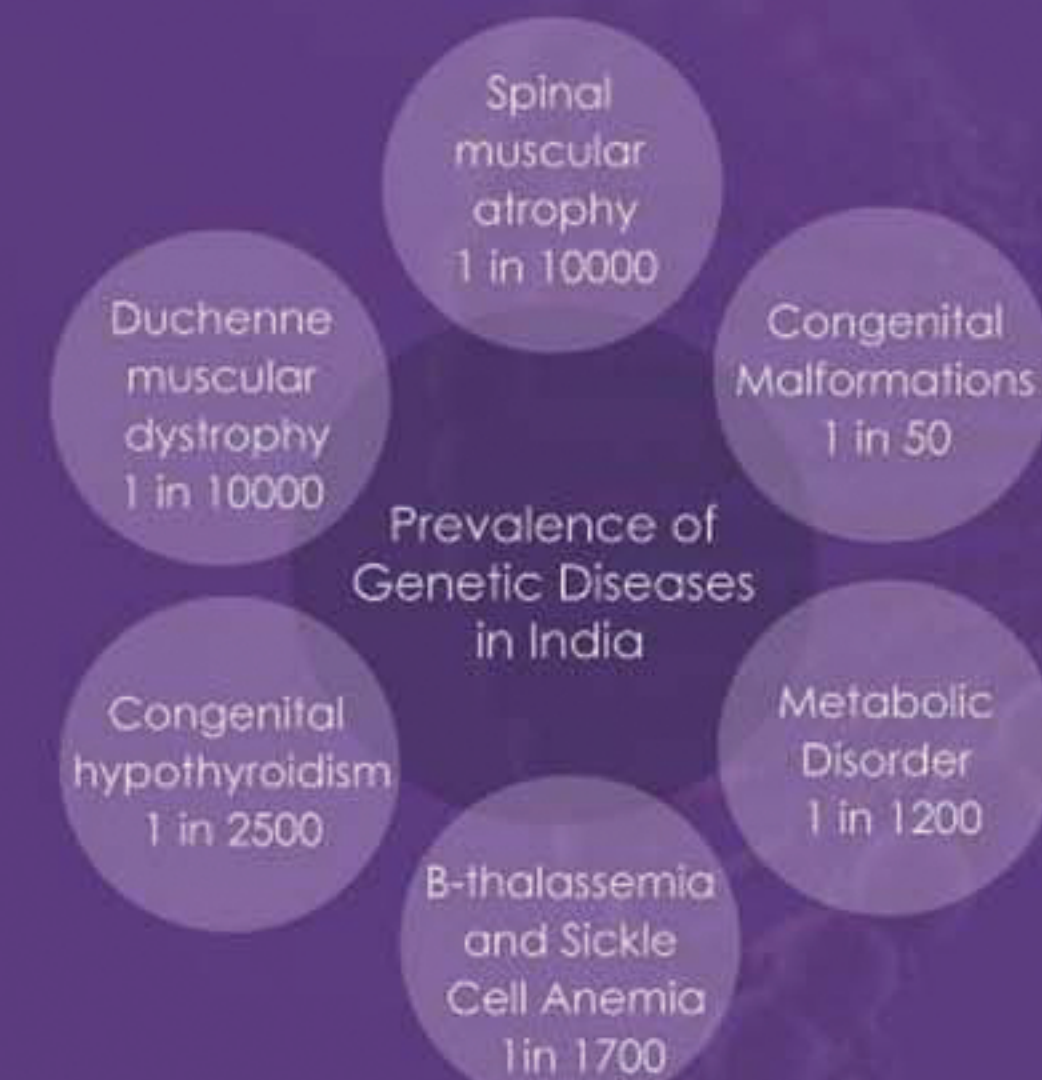 Spinal
muscular
atrophy
1 in 10000
Congental
Malformations
1 in 50
Metabolic
Disorder
1 in 1200
B-thalassemia
and Sickle
Cell Anemia
1in 1700
Congenital
hypothyroidism
1 in 2500
Duchenne
muscular
dystrophy
1 in 10000
Prevalence of
Genetic Diseases
in India